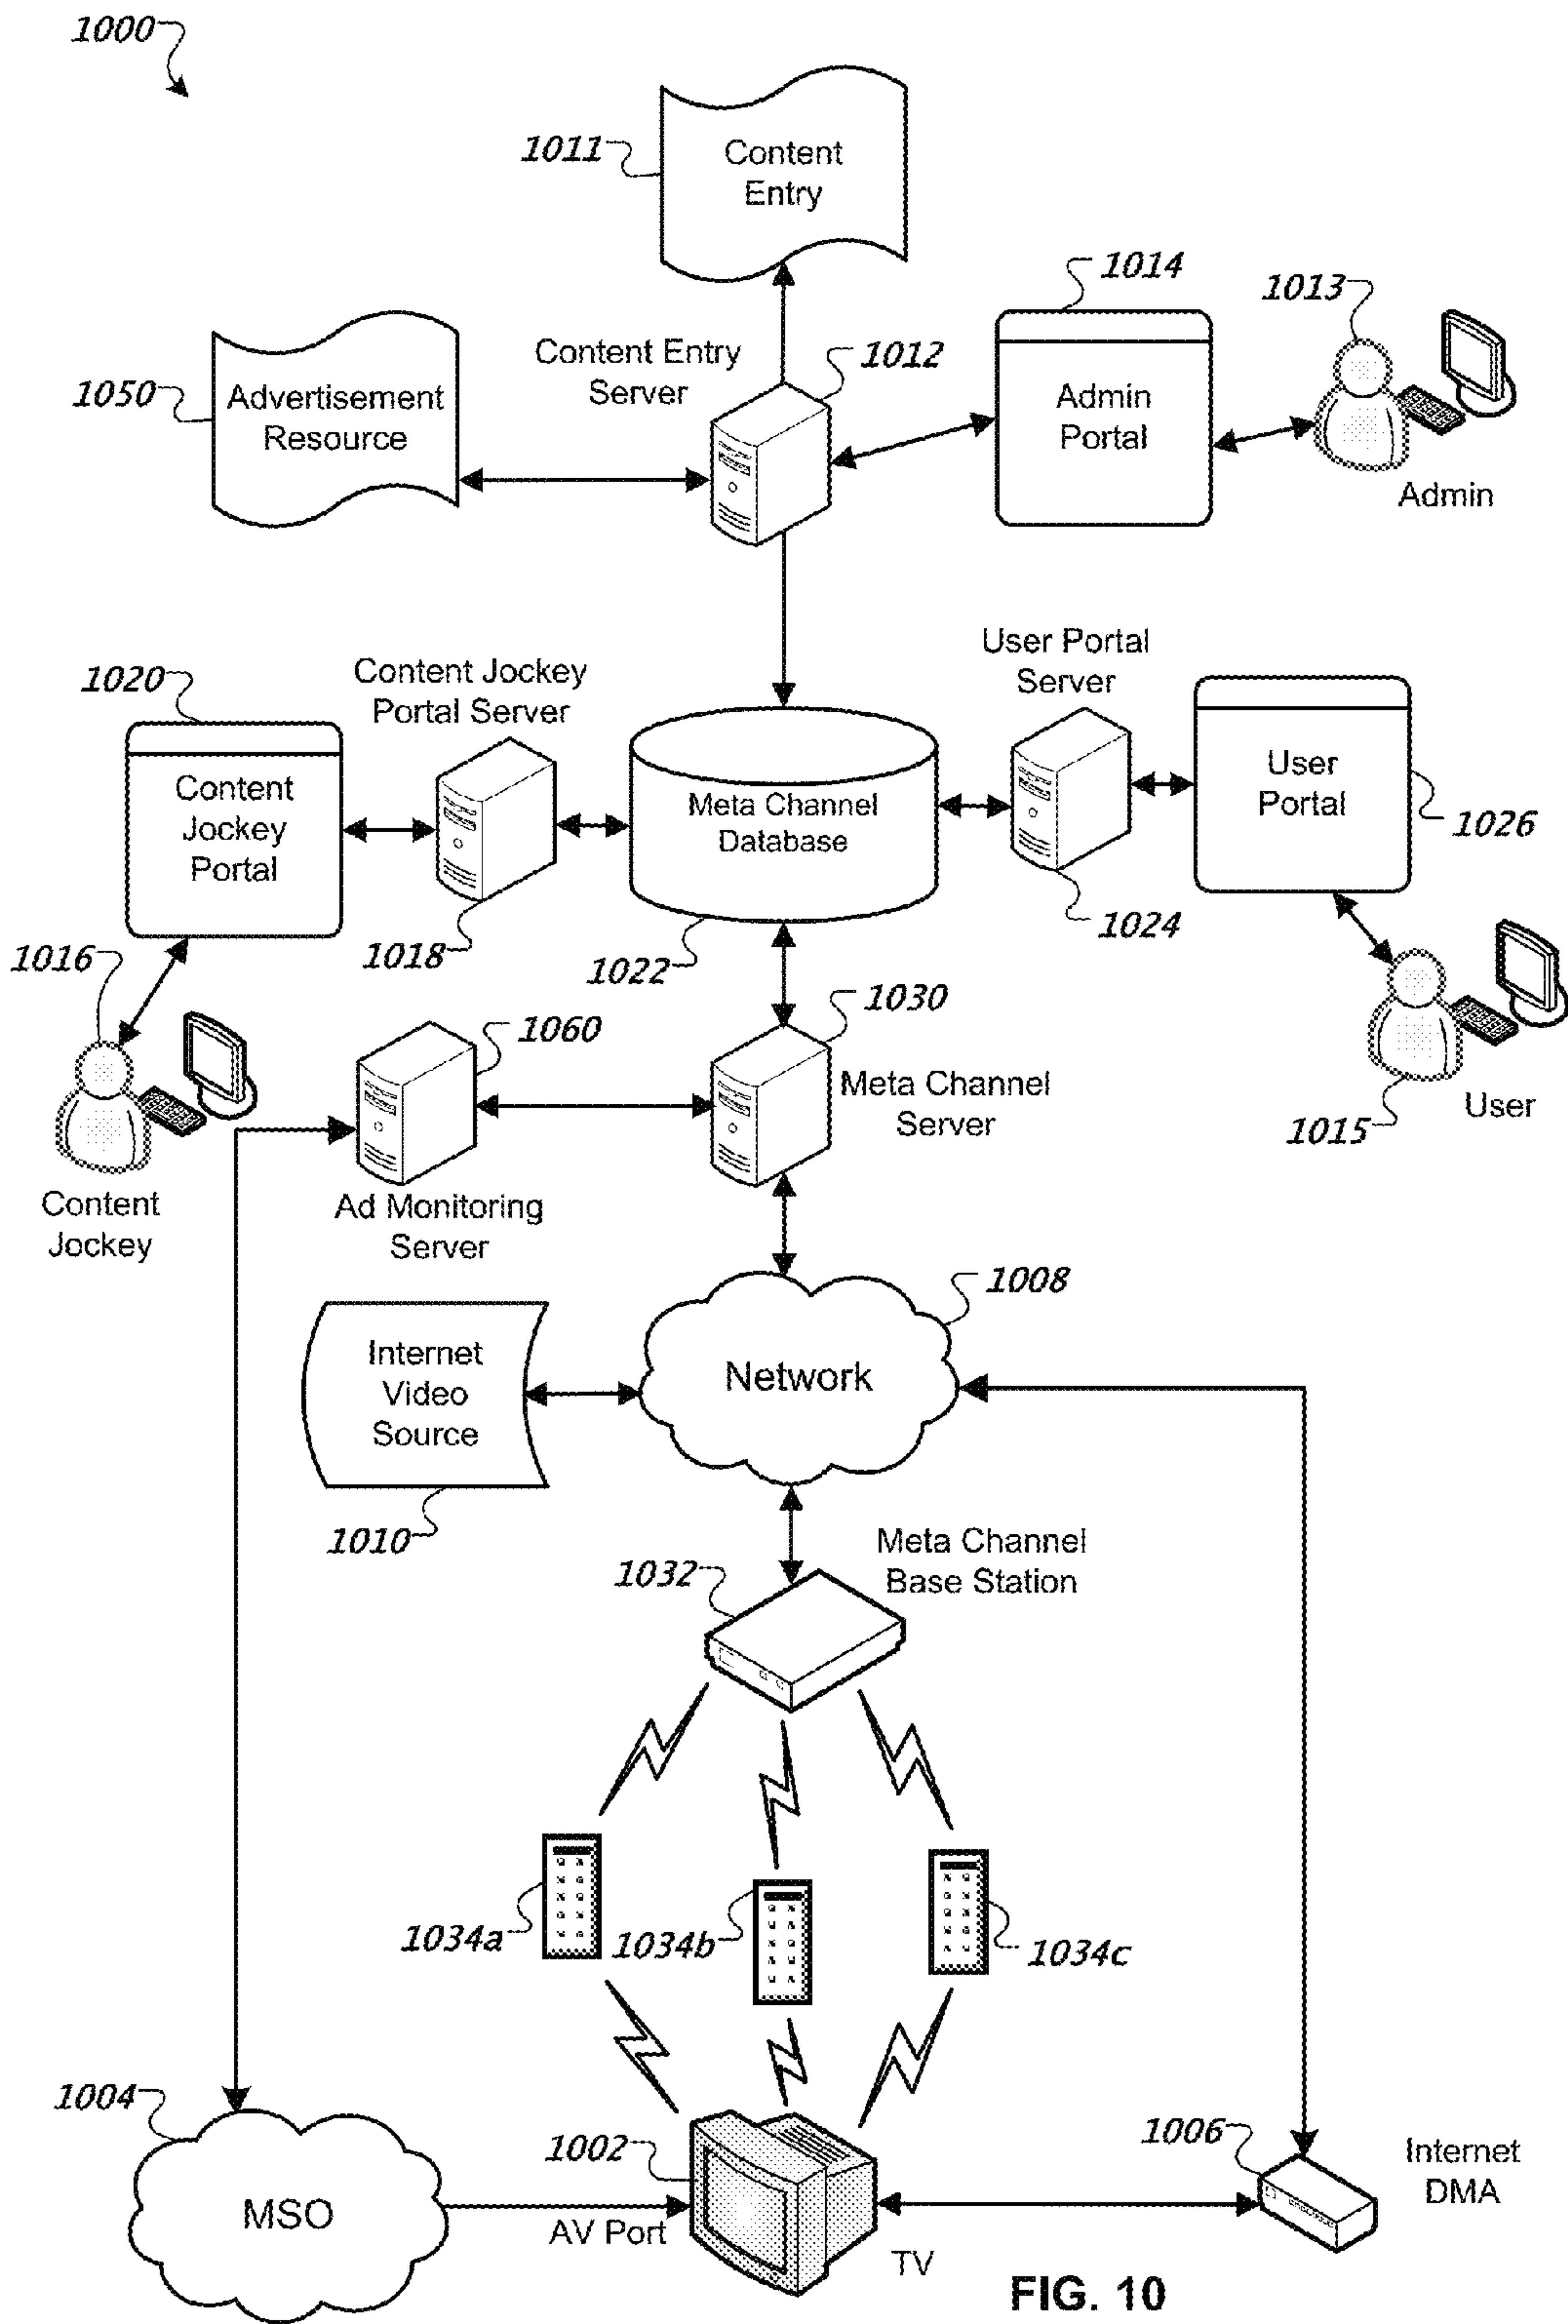 1000
1011
Content
Entry
1014
1013
Content Entry
Server
1012
1050
Advertisement
Resource
Admin
Portal
Admin
User Portal
Server
1020
Content Jockey
Portal Server
Content
Jockey
Portal
Meta Channel
Database
User
Portal
1026
1016
1018
1022
1024
1030
1060
Meta Channel
Server
1015
User
Content
Jockey
Ad Monitoring
Server
1008
Internet
Video
Source
Network
1010
Meta Channel
Base Station
1032
1034a
1034b
1034c
1004
1002
1006
Internet
DMA
MSO
AV Port
TV
FIG. 10